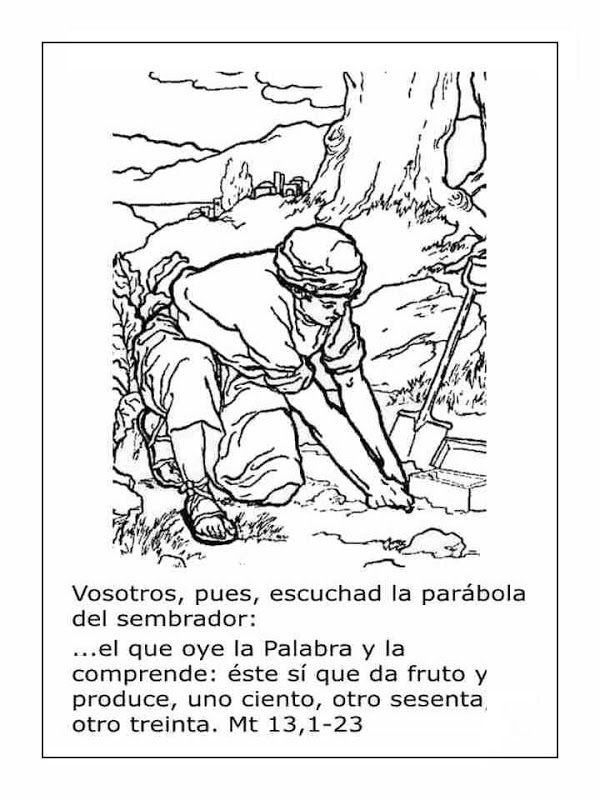 Vosotros, pues, escuchad la parábola
del sembrador:
...el que oye la Palabra y la
comprende: éste sí que da fruto y
produce, uno ciento, otro sesenta,
otro treinta. Mt 13,1-23